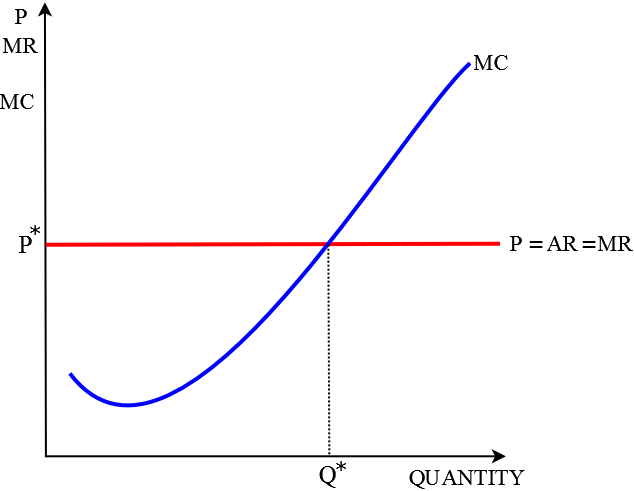 P
MR
MC
MC
P*
P = AR = MR
Q*
QUANTITY